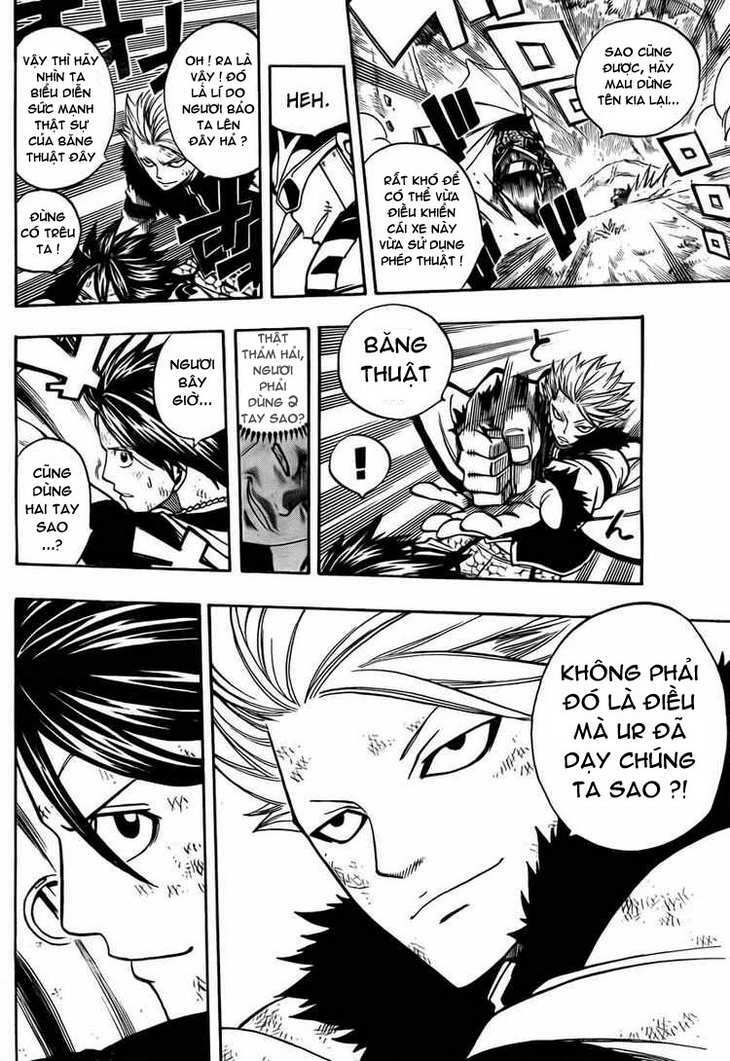 SAO CŨNG
ĐƯỢC, HÃY
MAU DỪNG
TÊN KIA LẠI...
RẤT KHÓ ĐỂ
CÓ THỂ VỪA
ĐIỀU KHIỂN
CÁI XE NÀY
VỪA SỬ DỤNG
PHÉP THUẬT !
HEH.
OH ! RA LÀ
VẬY ! ĐÓ
LÀ LÍ DO
NGƯƠI BÁO
TA LÊN
ĐÂY HẢ ?
VẬY THÌ HÃY
NHÌN TA
BIỂU DIỄN
SỨC MẠNH
THẬT SỰ
CỦA BĂNG
THUẬT ĐÂY
ĐỪNG
CÓ TRÊU
TA !
BĂNG
THUẬT
と
!
ん
THẬT
THẢM HẠI,
NGƯƠI
PHẢI
DÙNG 2
TAY SAO?
NGƯƠI
BÂY
GIỜ...
CŨNG
DÙNG
HAI TAY
SAO
...?
KHÔNG PHẢI
ĐÓ LÀ ĐIỀU
MÀ UR ĐÃ
DẠY CHÚNG
TA SAO ?!